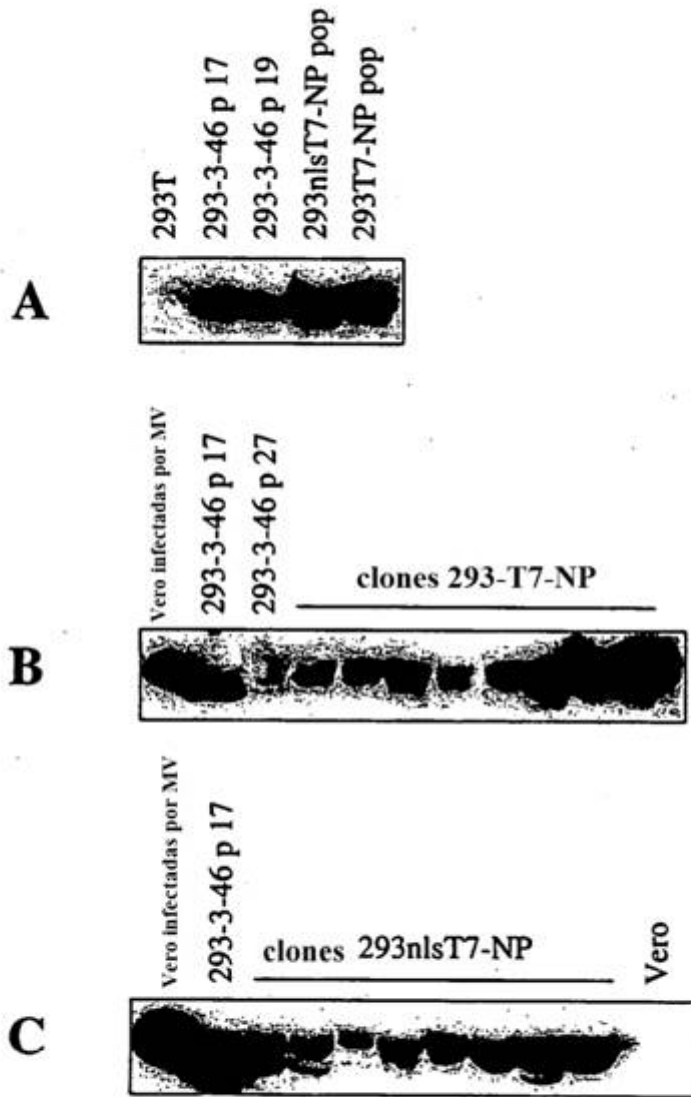 293T
293-3-46 p 17
293-3-46 p 19
293nlsT7-NP pop
293T7-NP pop
A
Vero infectadas por MV
293-3-46 p 17
293-3-46 p 27
clones 293-T7-NP
B
Vero infectadas por MV
293-3-46 p 17
clones 293nlsT7-NP
Vero
C